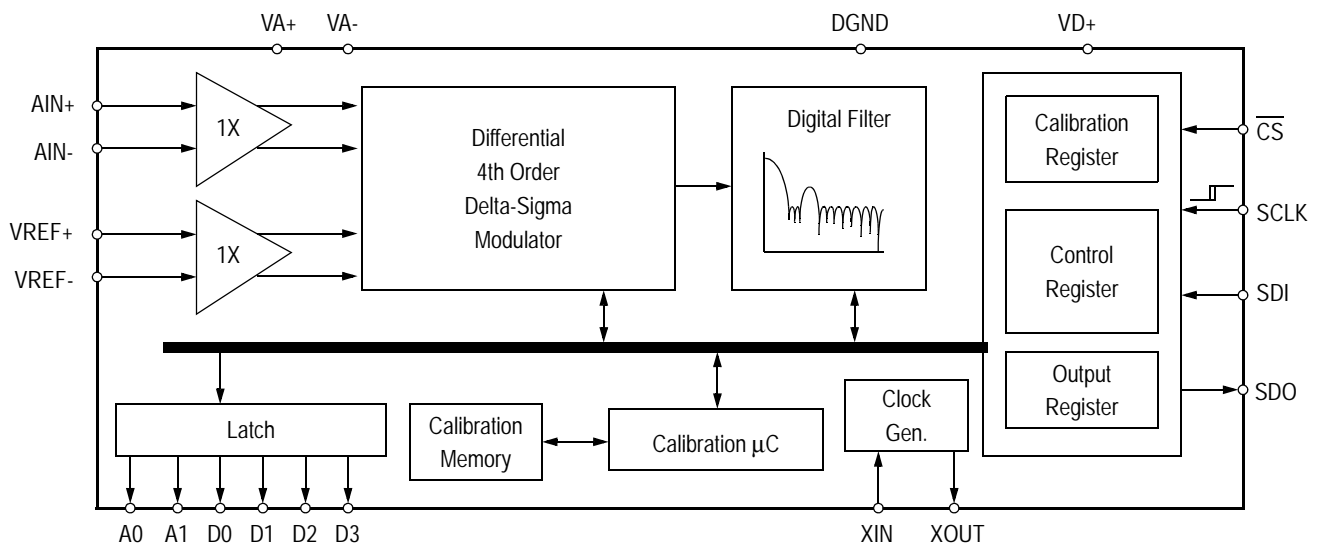 VA+ VA- DGND VD+
AIN+
AIN-
VREF+
VREF-
1X
1X
Differential
4th Order
Delta-Sigma
Modulator
Digital Filter
Calibration
Register
Control
Register
Output
Register
CS
SCLK
SDI
SDO
Latch
Calibration
Memory
Calibration µC
Clock
Gen.
A0 A1 D0 D1 D2 D3 XIN XOUT